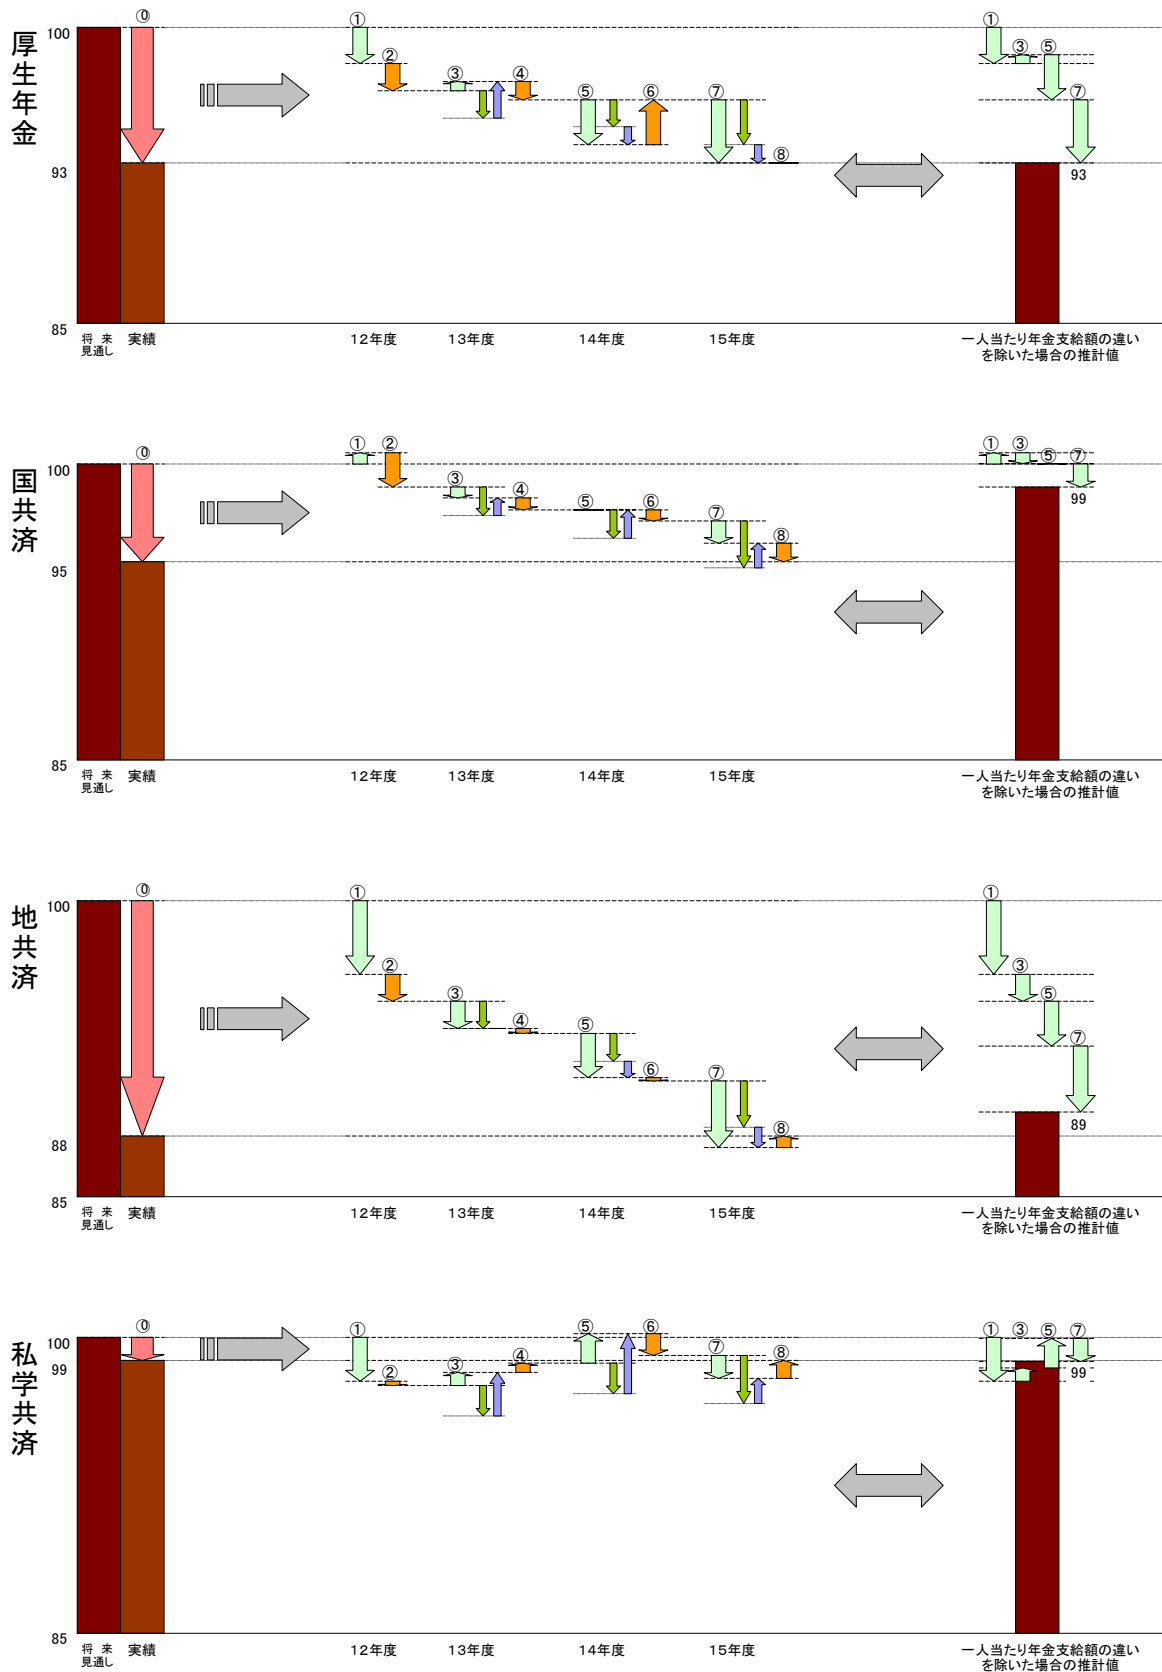 厚生年金
100
⓪
①
②
③
④
⑤
⑥
⑦
⑧
①
③
⑤
⑦
93
93
85
将 来
見通し
実績
12年度
13年度
14年度
15年度
一人当たり年金支給額の違い
を除いた場合の推計値
国共済
100
⓪
①
②
③
④
⑤
⑥
⑦
⑧
①
③
⑤
⑦
99
95
85
将 来
見通し
実績
12年度
13年度
14年度
15年度
一人当たり年金支給額の違い
を除いた場合の推計値
地共済
100
⓪
①
②
③
④
⑤
⑥
⑦
⑧
①
③
⑤
⑦
89
88
85
将 来
見通し
実績
12年度
13年度
14年度
15年度
一人当たり年金支給額の違い
を除いた場合の推計値
私学共済
100
99
⓪
①
②
③
④
⑤
⑥
⑦
⑧
①
③
⑤
⑦
99
85
将 来
見通し
実績
12年度
13年度
14年度
15年度
一人当たり年金支給額の違い
を除いた場合の推計値